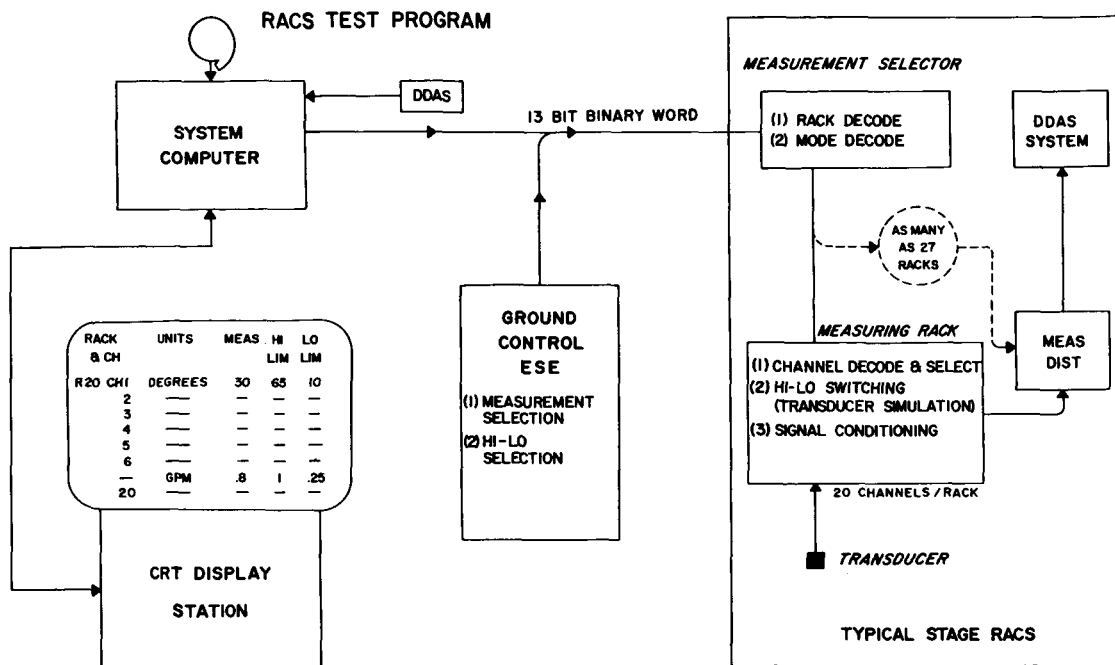 RACS TEST PROGRAM
SYSTEM
COMPUTER
DDAS
13 BIT BINARY WORD
MEASUREMENT SELECTOR
(1) RACK DECODE
(2) MODE DECODE
DDAS
SYSTEM
AS MANY
AS 27
RACKS
GROUND
CONTROL
ESE
(1) MEASUREMENT
SELECTION
(2) HI-LO
SELECTION
MEASURING RACK
(1) CHANNEL DECODE & SELECT
(2) HI-LO SWITCHING
(TRANSDUCER SIMULATION)
(3) SIGNAL CONDITIONING
MEAS
DIST
20 CHANNELS/RACK
TRANSDUCER
TYPICAL STAGE RACS
RACK UNITS MEAS. HI LO
& CH LIM LIM
R20 CH1 DEGREES 30 65 10
2 — — — —
3 — — — —
4 — — — —
5 — — — —
6 — — — —
— GPM .8 1 .25
20 — — — —
CRT DISPLAY
STATION